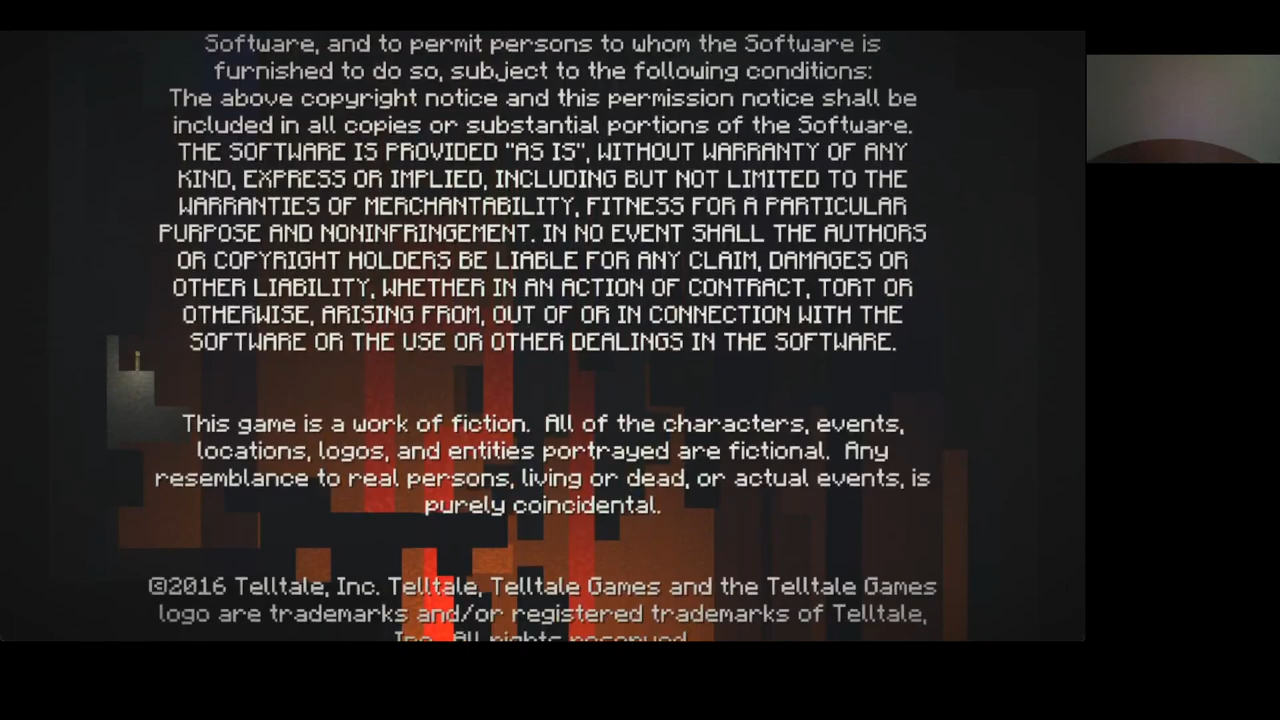 Software, and to permit persons to whom the Software is
furnished to do so, subject to the following conditions:
The above copyright notice and this permission notice shall be
included in all copies or substantial portions of the Software.
THE SOFTWARE IS PROVIDED "AS IS", WITHOUT WARRANTY OF ANY
KIND, EXPRESS OR IMPLIED, INCLUDING BUT NOT LIMITED TO THE
WARRANTIES OF MERCHANTABILITY, FITNESS FOR A PARTICULAR
PURPOSE AND NONINFRINGEMENT. IN NO EVENT SHALL THE AUTHORS
OR COPYRIGHT HOLDERS BE LIABLE FOR ANY CLAIM, DAMAGES OR
OTHER LIABILITY, WHETHER IN AN ACTION OF CONTRACT, TORT OR
OTHERWISE, ARISING FROM, OUT OF OR IN CONNECTION WITH THE
SOFTWARE OR THE USE OR OTHER DEALINGS IN THE SOFTWARE.
This game is a work of fiction. All of the characters, events,
locations, logos, and entities portrayed are fictional. Any
resemblance to real persons, living or dead, or actual events, is
purely coincidental.
©2016 Telltale, Inc. Telltale, Telltale Games and the Telltale Games
logo are trademarks and/or registered trademarks of Telltale,
Inc. All rights reserved.